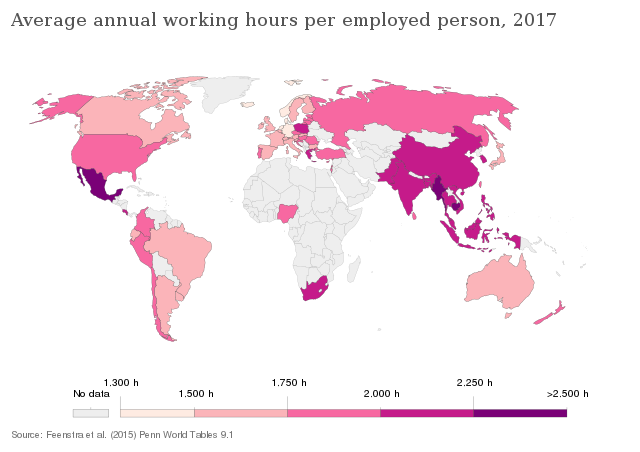 Average annual working hours per employed person, 2017
1.300 h 1.750 h 2.250 h
No data 1.500 h 2.000 h >2.500 h
Source: Feenstra et al. (2015) Penn World Tables 9.1